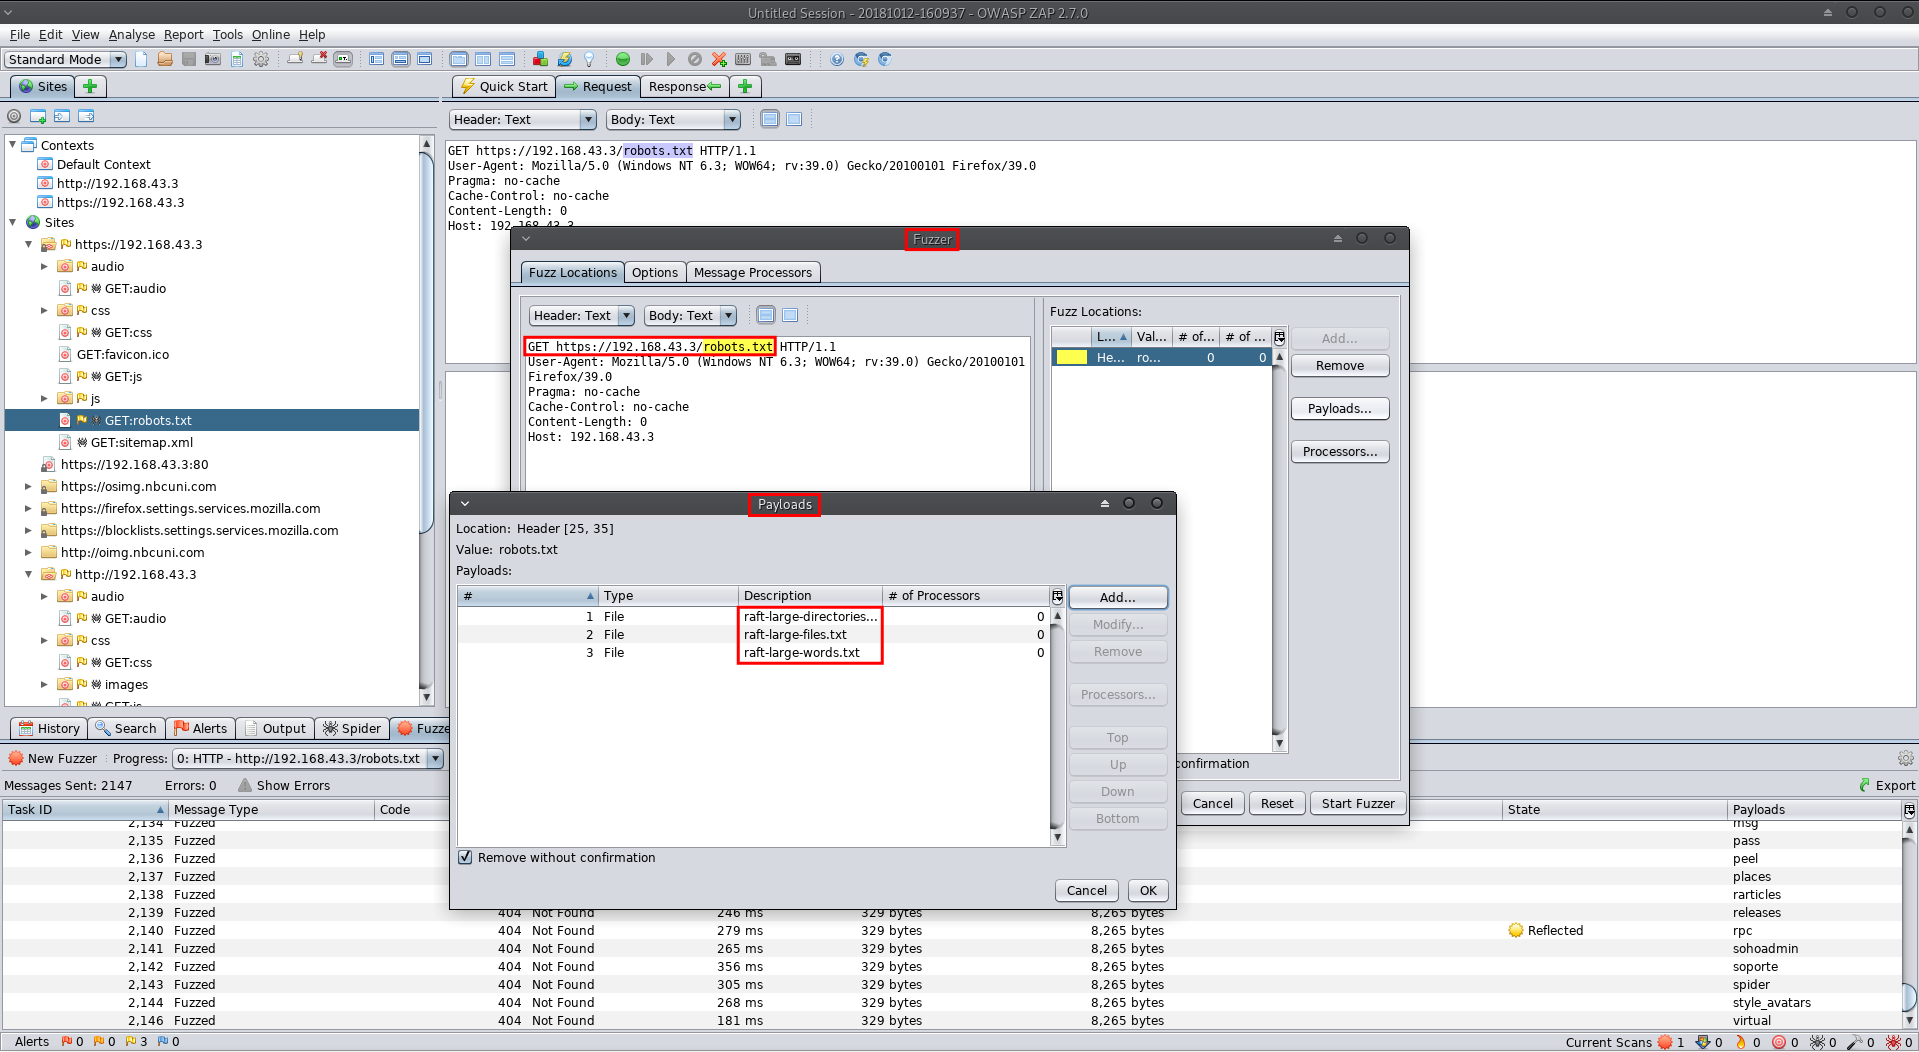 Untitled Session - 20181012-160937 - OWASP ZAP 2.7.0
File Edit View Analyse Report Tools Online Help
Standard Mode
Sites
Quick Start Request Response
Header: Text Body: Text
Contexts
Default Context
http://192.168.43.3
https://192.168.43.3
Sites
https://192.168.43.3
audio
GET:audio
css
GET:css
GET:favicon.ico
GET:js
js
GET:robots.txt
GET:sitemap.xml
https://192.168.43.3:80
https://osimg.nbcuni.com
https://firefox.settings.services.mozilla.com
https://blocklists.settings.services.mozilla.com
http://oimg.nbcuni.com
http://192.168.43.3
audio
GET:audio
css
GET:css
images
GET:js
GET https://192.168.43.3/robots.txt HTTP/1.1
User-Agent: Mozilla/5.0 (Windows NT 6.3; WOW64; rv:39.0) Gecko/20100101 Firefox/39.0
Pragma: no-cache
Cache-Control: no-cache
Content-Length: 0
Host: 192.168.43.3
Fuzzer
Fuzz Locations Options Message Processors
Header: Text Body: Text
GET https://192.168.43.3/robots.txt HTTP/1.1
User-Agent: Mozilla/5.0 (Windows NT 6.3; WOW64; rv:39.0) Gecko/20100101
Firefox/39.0
Pragma: no-cache
Cache-Control: no-cache
Content-Length: 0
Host: 192.168.43.3
Fuzz Locations:
L... Val... # of... # of ...
He... ro... 0 0
Add...
Remove
Payloads...
Processors...
confirmation
Cancel Reset Start Fuzzer
Payloads
Location: Header [25, 35]
Value: robots.txt
Payloads:
# Type Description # of Processors
1 File raft-large-directories... 0
2 File raft-large-files.txt 0
3 File raft-large-words.txt 0
Add...
Modify...
Remove
Processors...
Top
Up
Down
Bottom
Remove without confirmation
Cancel OK
History Search Alerts Output Spider Fuzze
New Fuzzer Progress: 0: HTTP - http://192.168.43.3/robots.txt
Messages Sent: 2147 Errors: 0 Show Errors Export
Task ID Message Type Code State Payloads
2,134 Fuzzed msg
2,135 Fuzzed pass
2,136 Fuzzed peel
2,137 Fuzzed places
2,138 Fuzzed rarticles
2,139 Fuzzed 404 Not Found 246 ms 329 bytes 8,265 bytes releases
2,140 Fuzzed 404 Not Found 279 ms 329 bytes 8,265 bytes Reflected rpc
2,141 Fuzzed 404 Not Found 265 ms 329 bytes 8,265 bytes sohoadmin
2,142 Fuzzed 404 Not Found 356 ms 329 bytes 8,265 bytes soporte
2,143 Fuzzed 404 Not Found 305 ms 329 bytes 8,265 bytes spider
2,144 Fuzzed 404 Not Found 268 ms 329 bytes 8,265 bytes style_avatars
2,146 Fuzzed 404 Not Found 181 ms 329 bytes 8,265 bytes virtual
Alerts 0 0 3 0 Current Scans 1 0 0 0 0 0 0